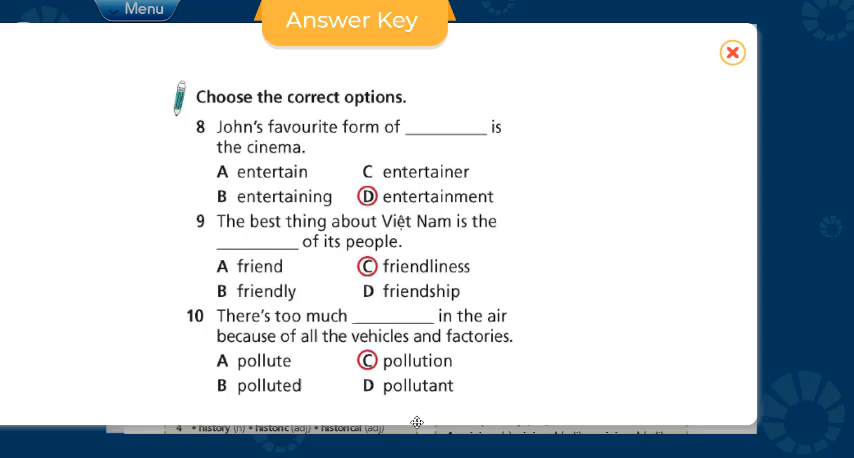 Menu
Answer Key
Choose the correct options.
8 John's favourite form of __________ is
the cinema.
A entertain C entertainer
B entertaining D entertainment
9 The best thing about Việt Nam is the
__________ of its people.
A friend C friendliness
B friendly D friendship
10 There's too much __________ in the air
because of all the vehicles and factories.
A pollute C pollution
B polluted D pollutant
4 • history (n) • historic (adj) • historical (adj)